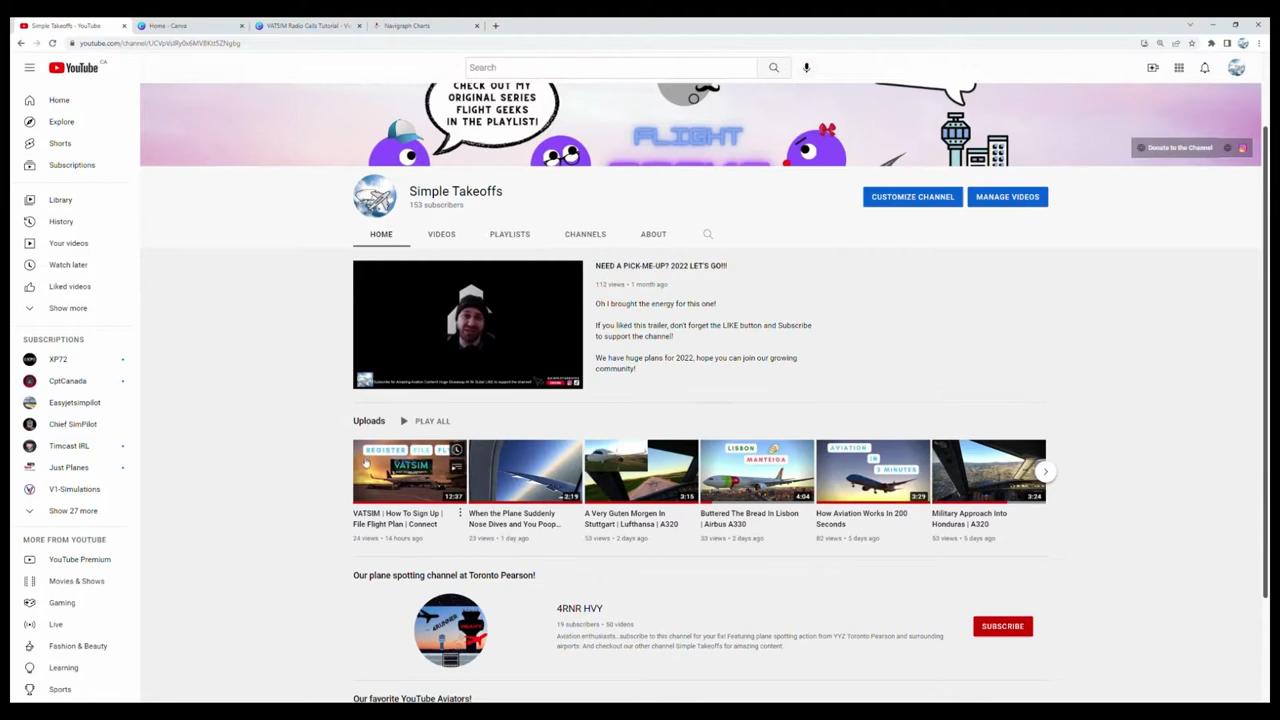 Simple Takeoffs - YouTube
Home - Canva
VATSIM Radio Calls Tutorial - Vi
Navigraph Charts
YouTube CA
Search
Home
Explore
Shorts
Subscriptions
Library
History
Your videos
Watch later
Liked videos
Show more
SUBSCRIPTIONS
XP72
CptCanada
Easyjetsimpilot
Chief SimPilot
Timcast IRL
Just Planes
V1-Simulations
Show 27 more
MORE FROM YOUTUBE
YouTube Premium
Movies & Shows
Gaming
Live
Fashion & Beauty
Learning
Sports
CHECK OUT MY
ORIGINAL SERIES
FLIGHT GEEKS
IN THE PLAYLIST!
FLIGHT
Donate to the Channel
Simple Takeoffs
153 subscribers
CUSTOMIZE CHANNEL
MANAGE VIDEOS
HOME
VIDEOS
PLAYLISTS
CHANNELS
ABOUT
NEED A PICK-ME-UP? 2022 LET'S GO!!!
112 views • 1 month ago
Oh I brought the energy for this one!
If you liked this trailer, don't forget the LIKE button and Subscribe
to support the channel!
We have huge plans for 2022, hope you can join our growing
community!
Uploads
PLAY ALL
REGISTER FILE FL
VATSIM
12:37
VATSIM | How To Sign Up |
File Flight Plan | Connect
24 views • 14 hours ago
2:19
When the Plane Suddenly
Nose Dives and You Poop...
23 views • 1 day ago
3:15
A Very Guten Morgen In
Stuttgart | Lufthansa | A320
53 views • 2 days ago
LISBON
MANTEIGA
4:04
Buttered The Bread In Lisbon
| Airbus A330
33 views • 2 days ago
AVIATION
IN
3 MINUTES
3:29
How Aviation Works In 200
Seconds
82 views • 5 days ago
3:24
Military Approach Into
Honduras | A320
53 views • 5 days ago
Our plane spotting channel at Toronto Pearson!
4RUNNER
4RNR HVY
19 subscribers • 50 videos
Aviation enthusiasts...subscribe to this channel for your fix! Featuring plane spotting action from YYZ Toronto Pearson and surrounding
airports. And checkout our other channel Simple Takeoffs for amazing content.
SUBSCRIBE
Our favorite YouTube Aviators!